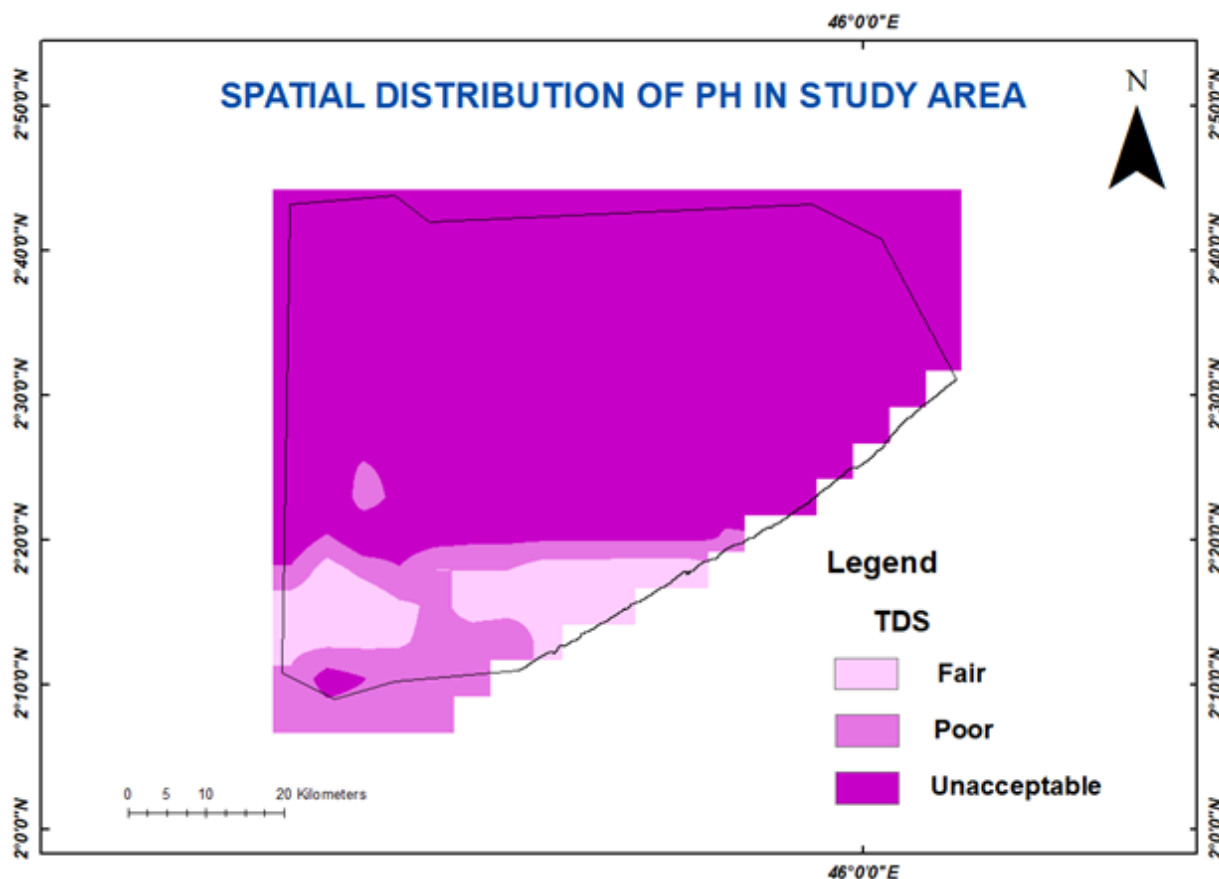 46°0'0"E
SPATIAL DISTRIBUTION OF PH IN STUDY AREA
N
2°50'0"N
2°50'0"N
2°40'0"N
2°40'0"N
2°30'0"N
2°30'0"N
2°20'0"N
2°20'0"N
Legend
TDS
Fair
2°10'0"N
2°10'0"N
Poor
Unacceptable
0 5 10 20 Kilometers
2°0'0"N
2°0'0"N
46°0'0"E